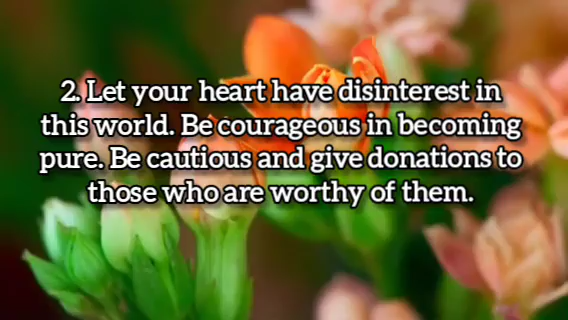 2. Let your heart have disinterest in
this world. Be courageous in becoming
pure. Be cautious and give donations to
those who are worthy of them.